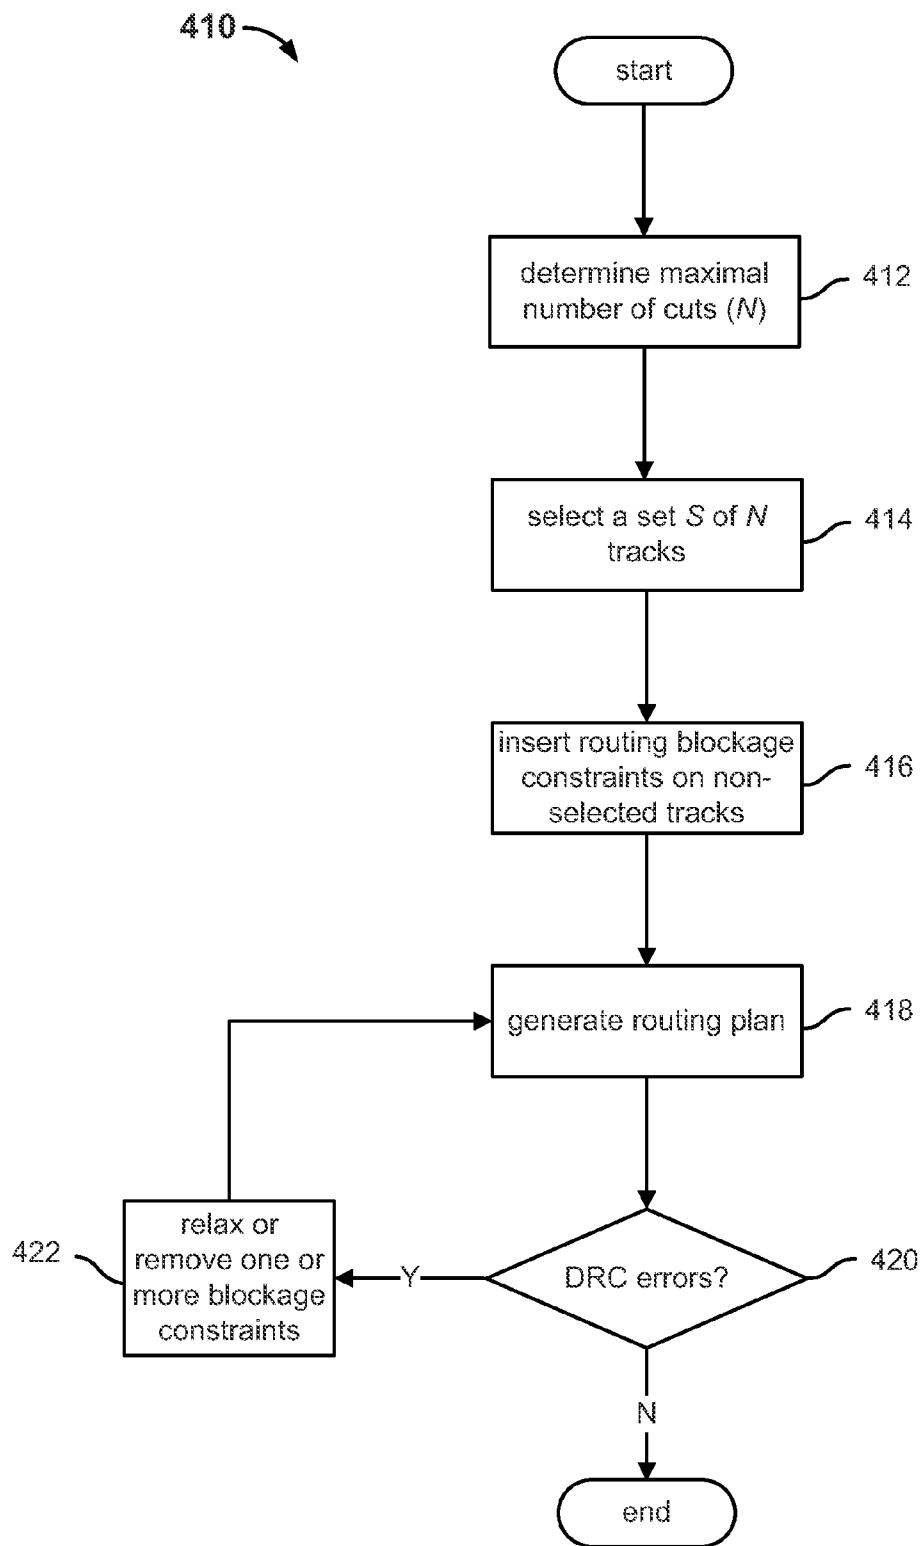 410
start
determine maximal
number of cuts (N)
412
select a set S of N
tracks
414
insert routing blockage
constraints on non-
selected tracks
416
generate routing plan
418
relax or
remove one or
more blockage
constraints
422
Y
DRC errors?
420
N
end